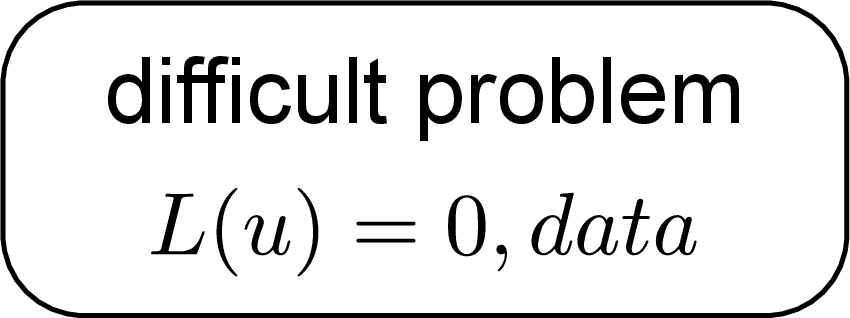 difficult problem
L(u) = 0, data